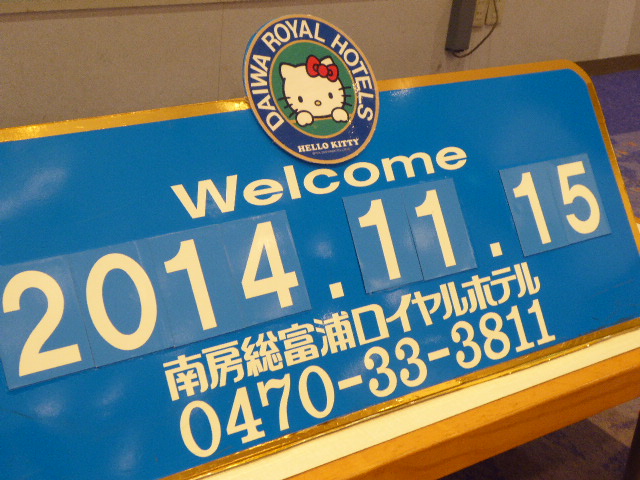 DAIWA ROYAL HOTELS
HELLO KITTY
Welcome
2014.11.15
南房総富浦ロイヤルホテル
0470-33-3811